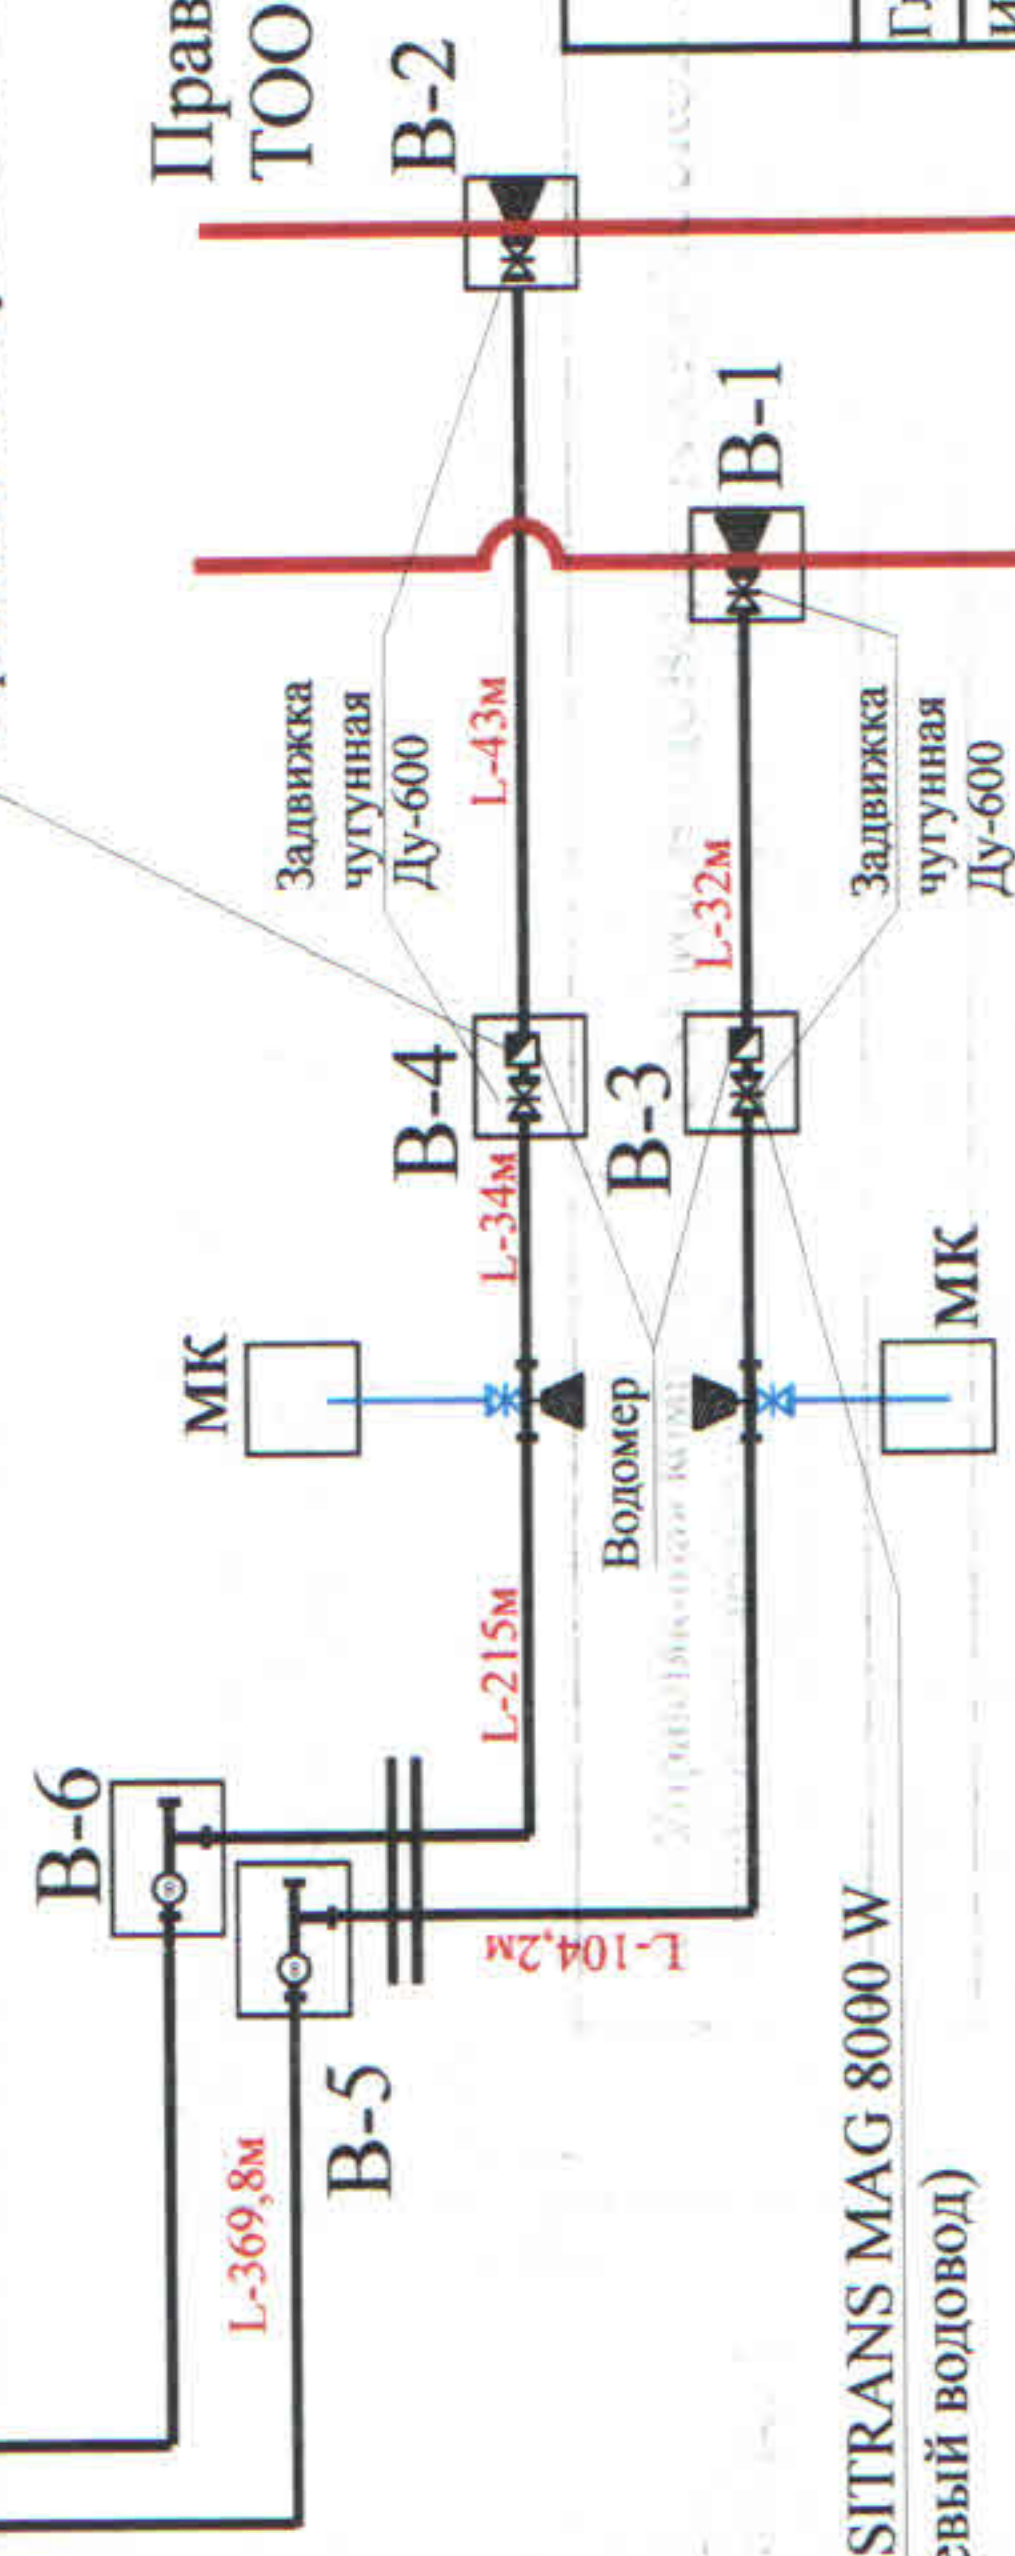 Прав
ТОО
В-2
В-1
Задвижка
чугунная
Ду-600
L-43м
L-32м
Задвижка
чугунная
Ду-600
В-4
В-3
L-34м
МК
МК
Водомер
L-215м
В-6
L-104,2м
В-5
L-369,8м
SITRANS MAG 8000 W
евый водовод)